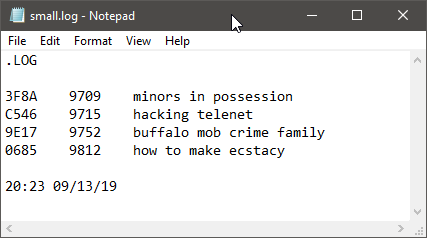 small.log - Notepad
File Edit Format View Help
.LOG
3F8A 9709 minors in possession
C546 9715 hacking telenet
9E17 9752 buffalo mob crime family
0685 9812 how to make ecstacy
20:23 09/13/19